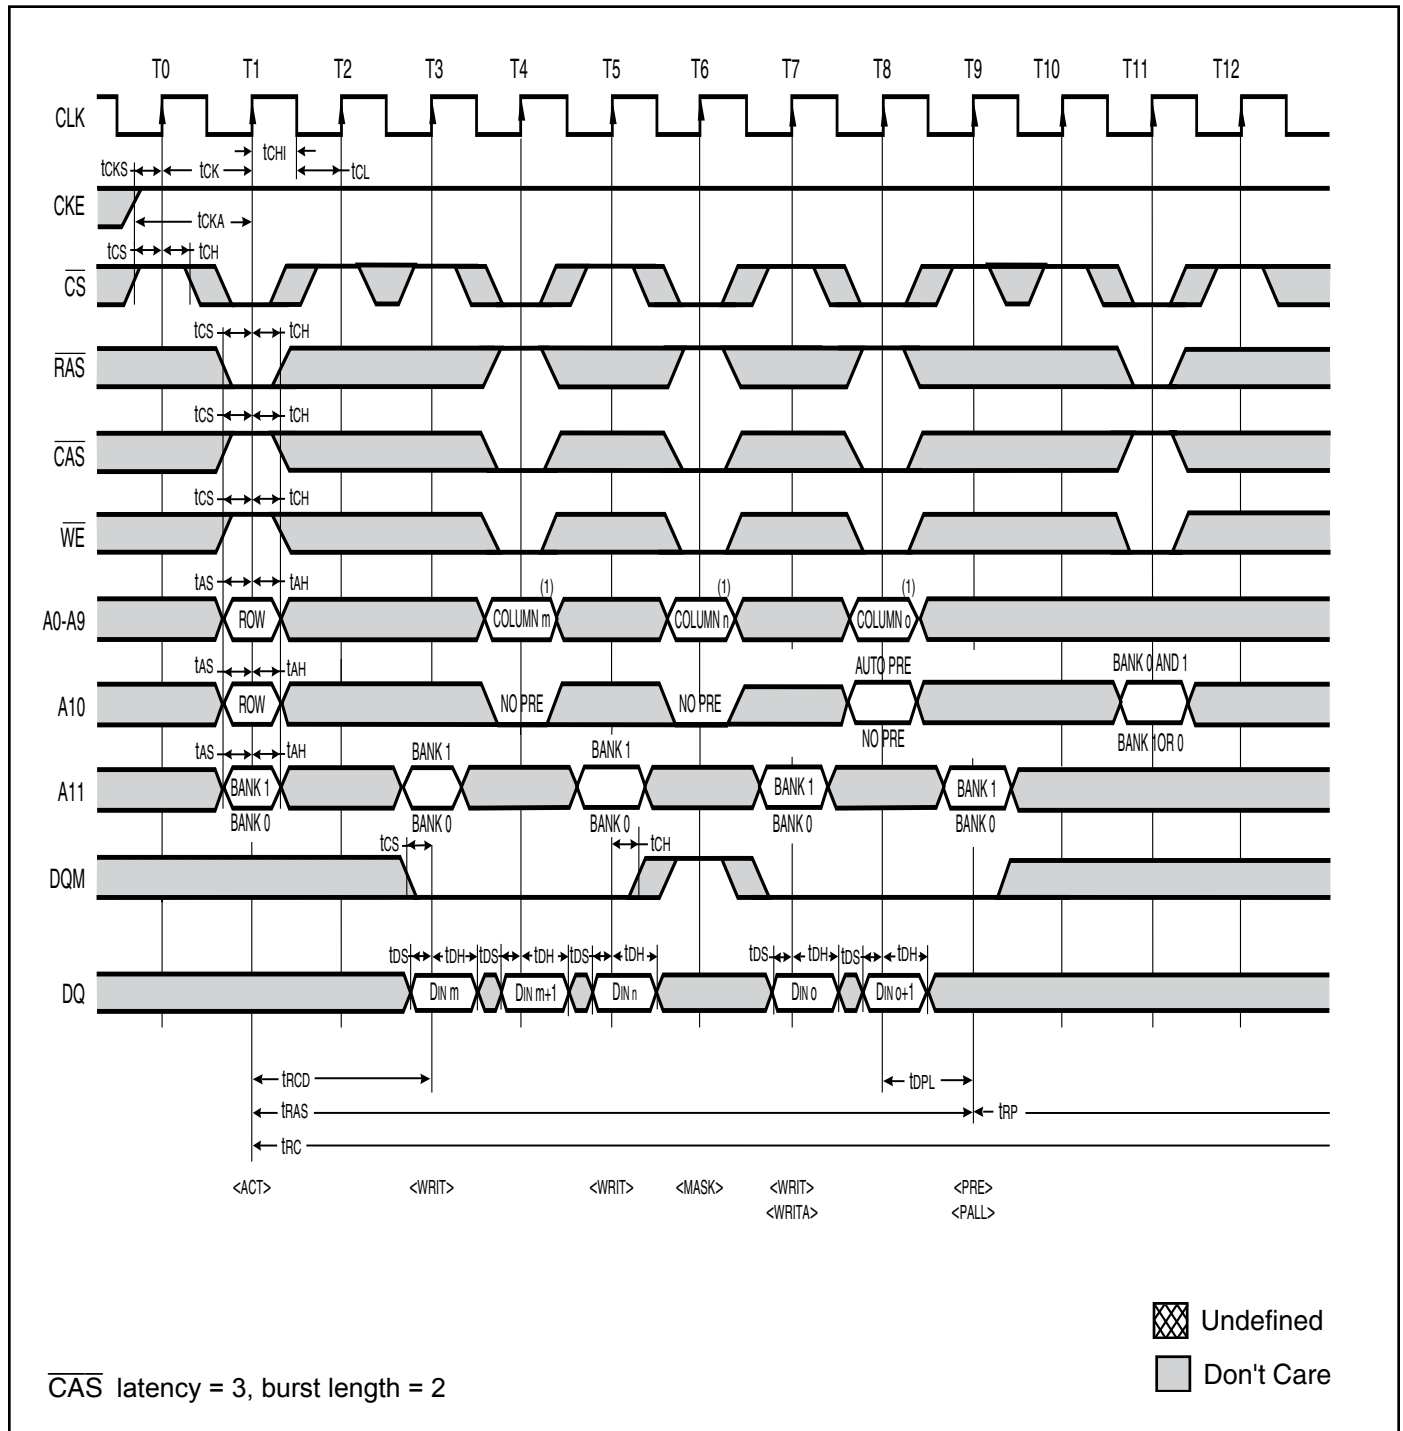 T0 T1 T2 T3 T4 T5 T6 T7 T8 T9 T10 T11 T12
CLK
tCHI
tCKS tCK tCL
CKE
tCKA
tCS tCH
CS
tCS tCH
RAS
tCS tCH
CAS
tCS tCH
WE
tAS tAH (1) (1) (1)
A0-A9 ROW COLUMN m COLUMN n COLUMN o
tAS tAH AUTO PRE BANK 0 AND 1
A10 ROW NO PRE NO PRE
NO PRE BANK 1OR 0
tAS tAH BANK 1 BANK 1
A11 BANK 1 BANK 1 BANK 1
BANK 0 BANK 0 BANK 0 BANK 0 BANK 0
tCS tCH
DQM
tDS tDH tDS tDH tDS tDH tDS tDH tDS tDH
DQ DIN m DIN m+1 DIN n DIN o DIN o+1
tRCD tDPL
tRAS tRP
tRC
<ACT> <WRIT> <WRIT> <MASK> <WRIT> <PRE>
<WRITA> <PALL>
Undefined
Don't Care
CAS latency = 3, burst length = 2